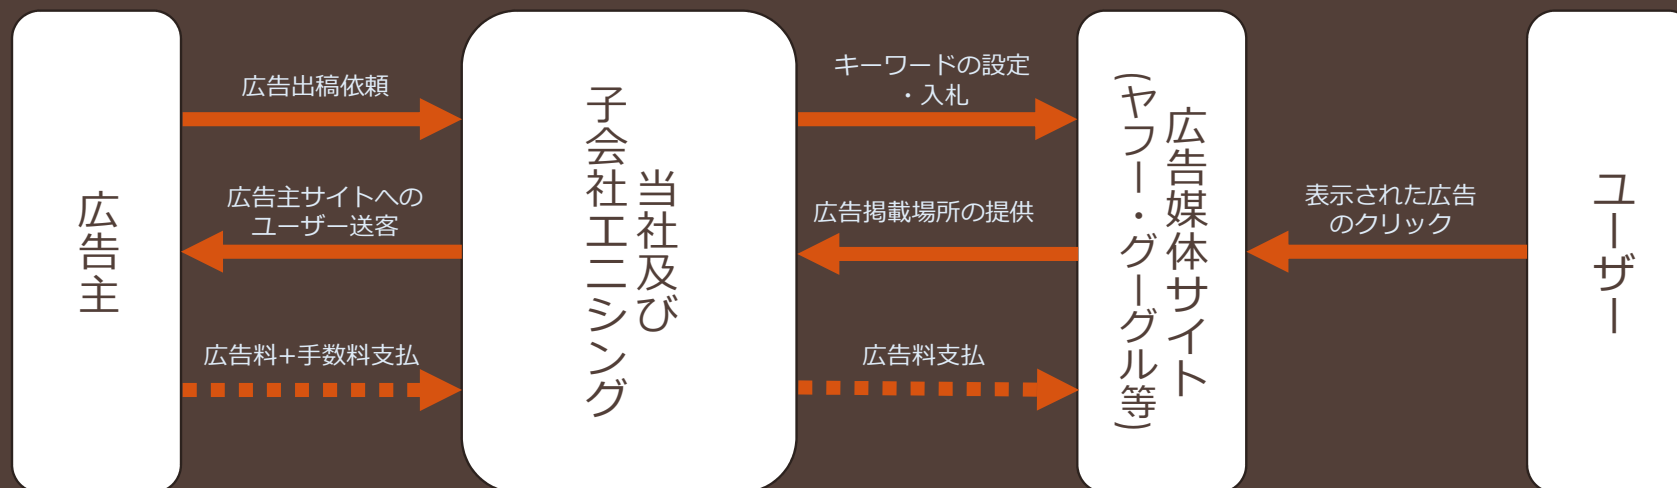 広告主
広告出稿依頼
広告主サイトへの
ユーザー送客
広告料+手数料支払
当社及び
子会社エニシング
キーワードの設定
・入札
広告掲載場所の提供
広告料支払
広告媒体サイト
(ヤフー・グーグル等)
表示された広告
のクリック
ユーザー